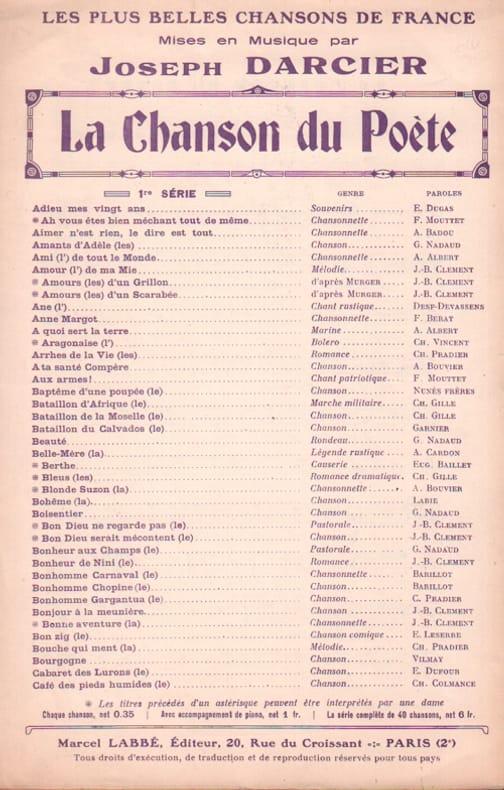 LES PLUS BELLES CHANSONS DE FRANCE
Mises en Musique par
JOSEPH DARCIER
La Chanson du Poète
1re SÉRIE GENRE PAROLES
Adieu mes vingt ans Souvenirs E. DUGAS
* Ah vous êtes bien méchant tout de même Chansonnette F. MOUTTET
Aimer n'est rien, le dire est tout Chansonnette A. BADOU
Amants d'Adèle (les) Chanson G. NADAUD
Ami (l') de tout le Monde Chansonnette A. ALBERT
Amour (l') de ma Mie Mélodie J.-B. CLEMENT
* Amours (les) d'un Grillon d'après MURGER J.-B. CLEMENT
* Amours (les) d'un Scarabée d'après MURGER J.-B. CLEMENT
Ane (l') Chant rustique DESP-DEVASSENS
Anne Margot Chansonnette F. BERAT
A quoi sert la terre Marine A. ALBERT
* Aragonaise (l') Bolero CH. VINCENT
Arrhes de la Vie (les) Romance CH. PRADIER
A ta santé Compère Chanson A. BOUVIER
Aux armes! Chant patriotique F. MOUTTET
Baptême d'une poupée (le) Chanson NUNÈS FRÈRES
Bataillon d'Afrique (le) Marche militaire CH. GILLE
Bataillon de la Moselle (le) Chanson CH. GILLE
Bataillon du Calvados (le) Chanson GARNIER
Beauté Rondeau G. NADAUD
Belle-Mère (la) Légende rustique A. CARDON
* Berthe Causerie EUG. BAILLET
* Bleus (les) Romance dramatique CH. GILLE
* Blonde Suzon (la) Chansonnette A. BOUVIER
Bohême (la) Chanson LABIE
Boisentier Chanson G. NADAUD
* Bon Dieu ne regarde pas (le) Pastorale J.-B. CLEMENT
* Bon Dieu serait mécontent (le) Chanson J.-B. CLEMENT
Bonheur aux Champs (le) Pastorale G. NADAUD
Bonheur de Nini (le) Romance J.-B. CLEMENT
Bonhomme Carnaval (le) Chansonnette BARILLOT
Bonhomme Chopine (le) Chanson BARILLOT
Bonhomme Gargantua (le) Chanson C. PRADIER
Bonjour à la meunière Chanson J.-B. CLEMENT
* Bonne aventure (la) Chansonnette J.-B. CLEMENT
Bon zig (le) Chanson comique E. LESERRE
Bouche qui ment (la) Mélodie CH. PRADIER
Bourgogne Chanson VILMAY
Cabaret des Lurons (le) Chanson E. DUFOUR
Café des pieds humides (le) Chanson CH. COLMANCE
* Les titres précédés d'un astérisque peuvent être interprétés par une dame
Chaque chanson, net 0.35 | Avec accompagnement de piano, net 1 fr. | La série complète de 40 chansons, net 6 fr.
Marcel LABBÉ, Éditeur, 20, Rue du Croissant -:- PARIS (2e)
Tous droits d'exécution, de traduction et de reproduction réservés pour tous pays